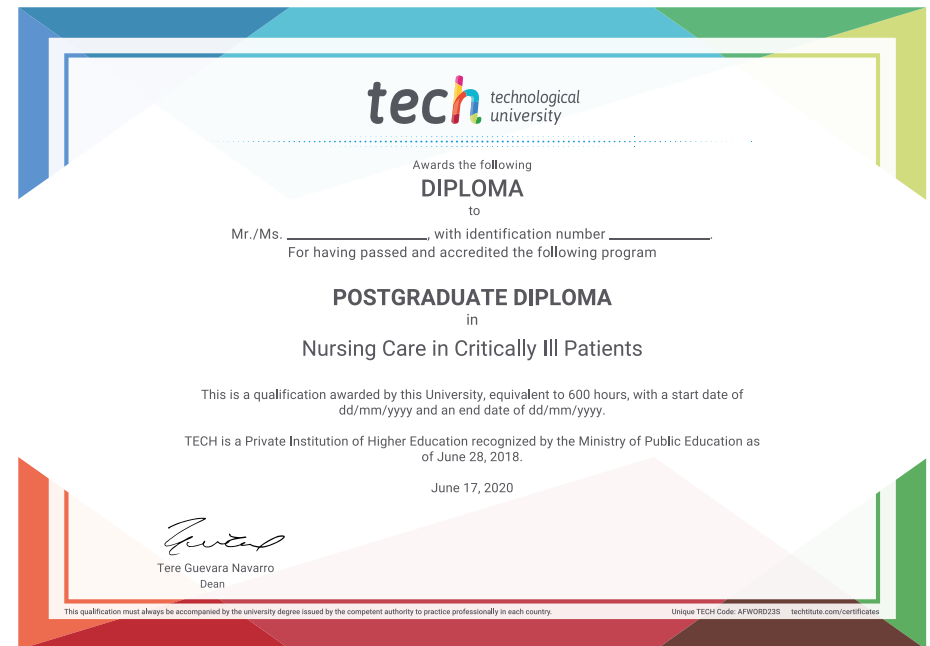 tech technological
university
Awards the following
DIPLOMA
to
Mr./Ms. ____________________, with identification number ______________.
For having passed and accredited the following program
POSTGRADUATE DIPLOMA
in
Nursing Care in Critically Ill Patients
This is a qualification awarded by this University, equivalent to 600 hours, with a start date of
dd/mm/yyyy and an end date of dd/mm/yyyy.
TECH is a Private Institution of Higher Education recognized by the Ministry of Public Education as
of June 28, 2018.
June 17, 2020
Tere Guevara Navarro
Dean
This qualification must always be accompanied by the university degree issued by the competent authority to practice professionally in each country.
Unique TECH Code: AFWORD23S techtitute.com/certificates